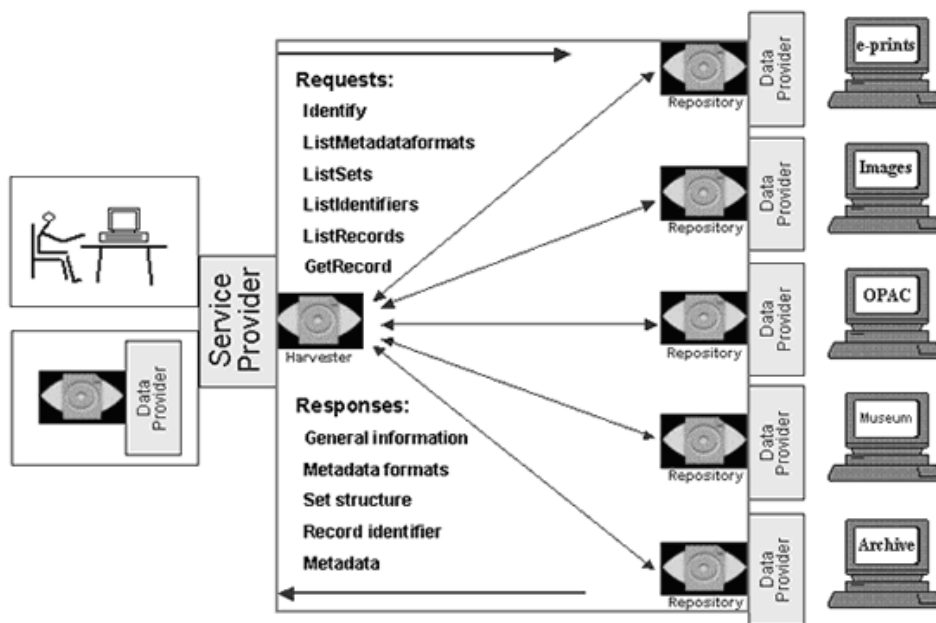 Requests:
Identify
ListMetadataformats
ListSets
ListIdentifiers
ListRecords
GetRecord
Service
Provider
Harvester
Data
Provider
Responses:
General information
Metadata formats
Set structure
Record identifier
Metadata
Repository
Data
Provider
e-prints
Repository
Data
Provider
Images
Repository
Data
Provider
OPAC
Repository
Data
Provider
Museum
Repository
Data
Provider
Archive